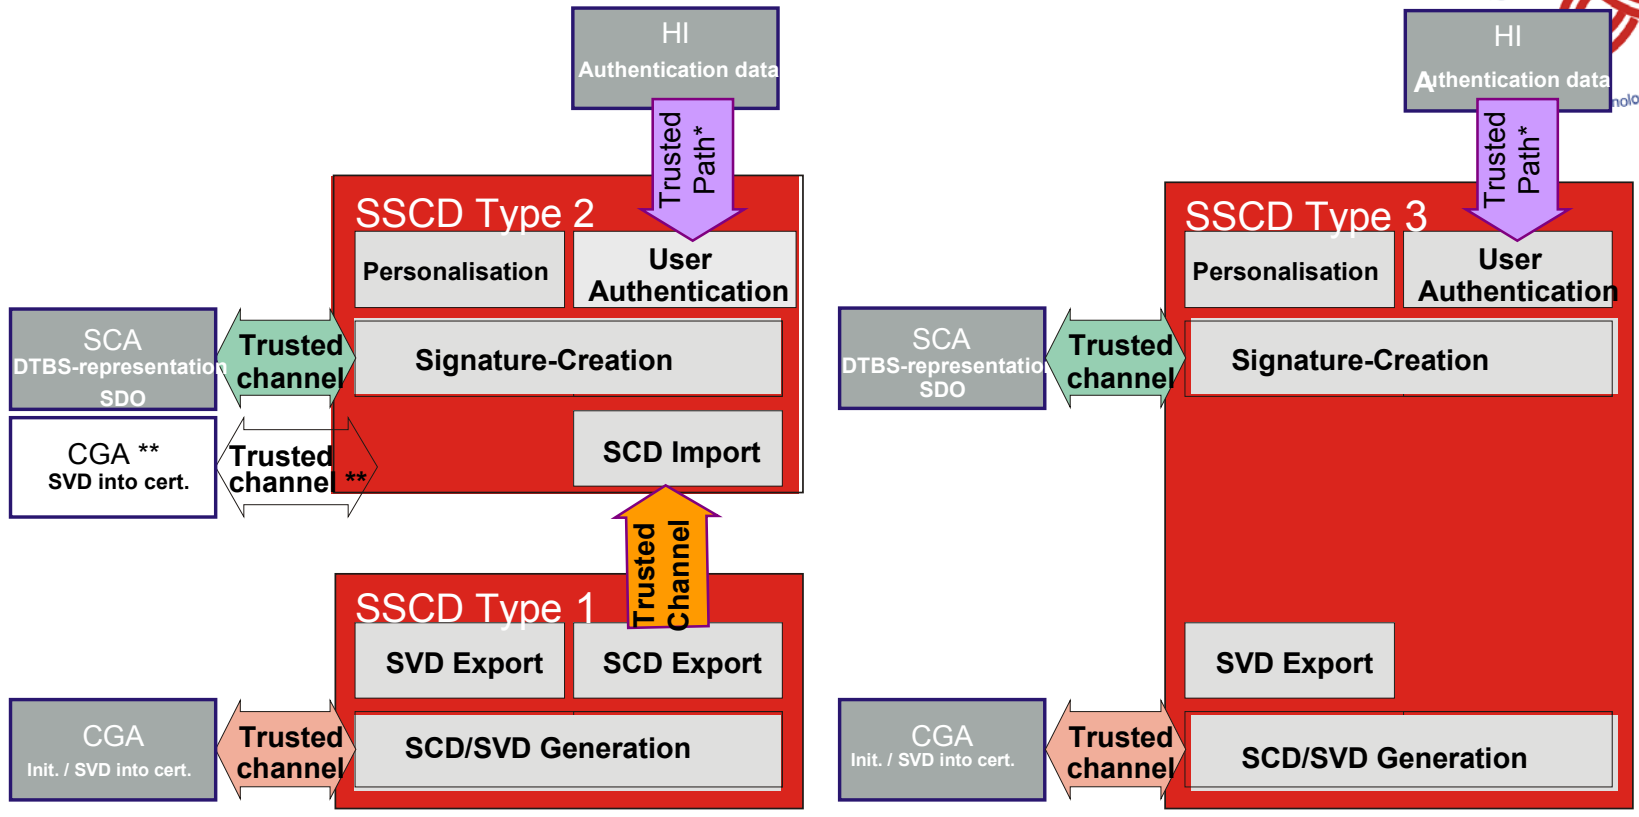 HI
Authentication data
Trusted
Path*
SSCD Type 2
Personalisation
User
Authentication
SCA
DTBS-representation
SDO
Trusted
channel
Signature-Creation
CGA **
SVD into cert.
Trusted
channel **
SCD Import
Trusted
Channel
SSCD Type 1
SVD Export
SCD Export
CGA
Init. / SVD into cert.
Trusted
channel
SCD/SVD Generation
HI
Authentication data
nolo
Trusted
Path*
SSCD Type 3
Personalisation
User
Authentication
SCA
DTBS-representatio
SDO
Trusted
channel
Signature-Creation
SVD Export
CGA
Init. / SVD into cert.
Trusted
channel
SCD/SVD Generation